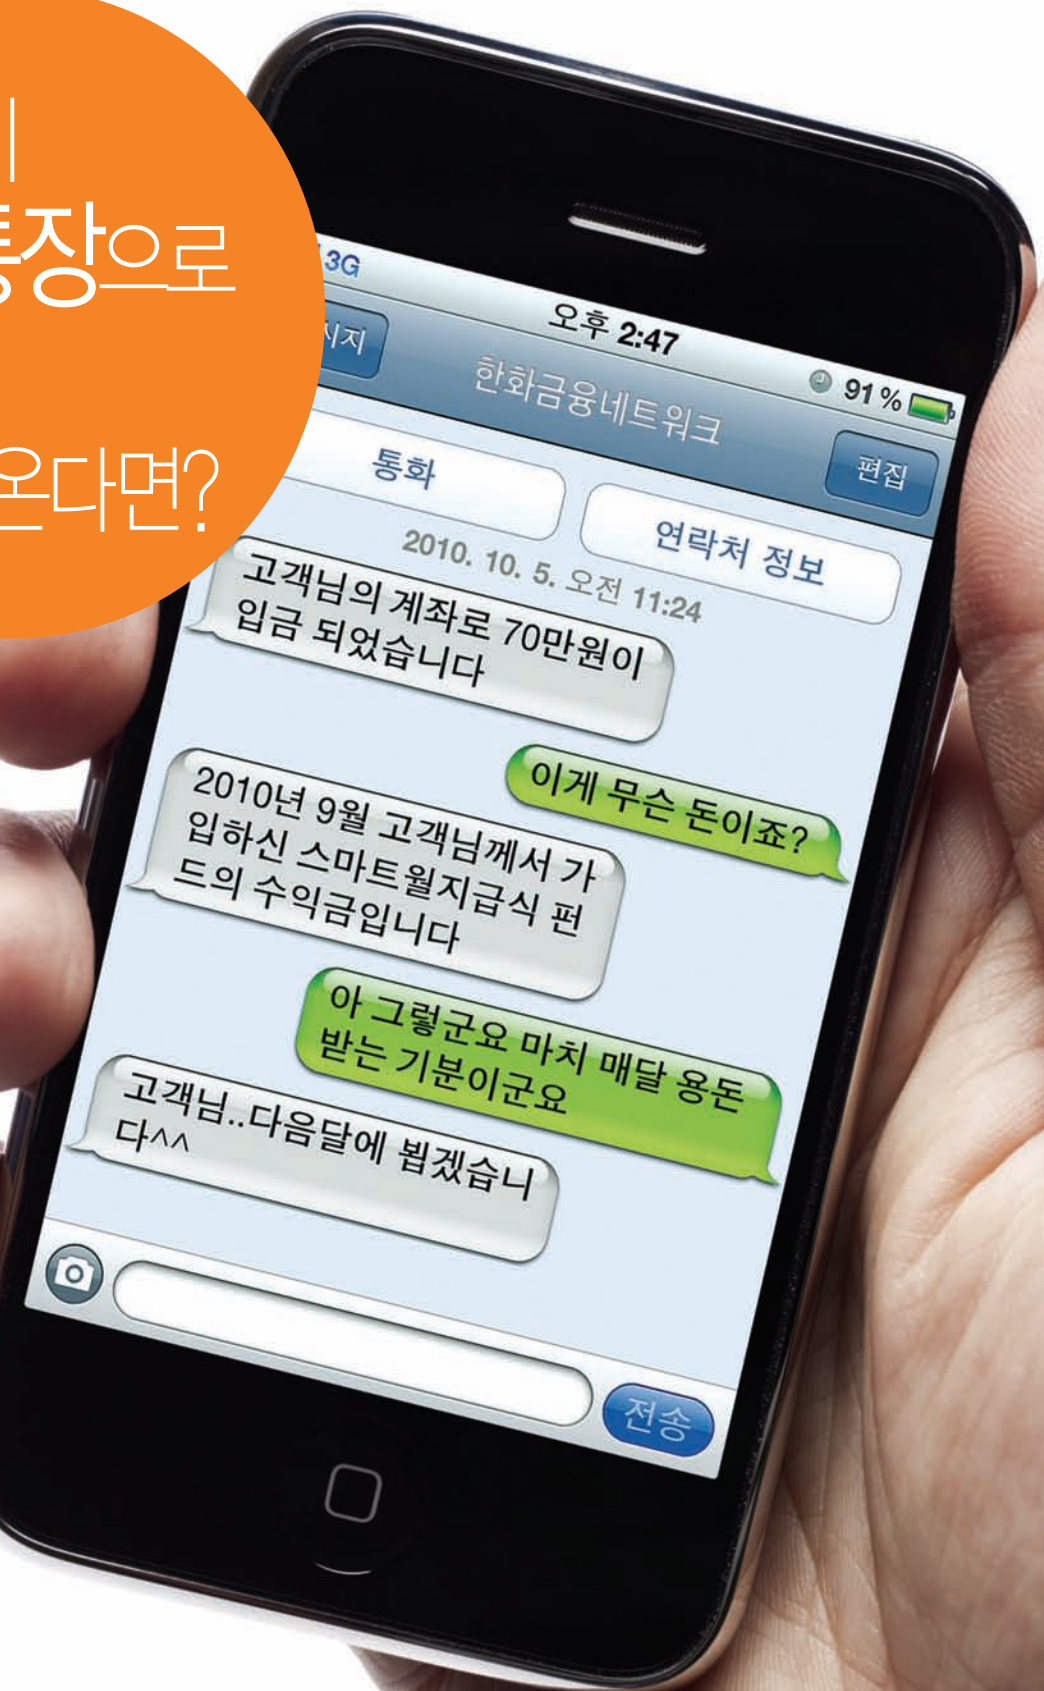 통장으로
온다면?
3G
오후 2:47
91%
한화금융네트워크
편집
통화
연락처 정보
2010. 10. 5. 오전 11:24
고객님의 계좌로 70만원이
입금 되었습니다
이게 무슨 돈이죠?
2010년 9월 고객님께서 가
입하신 스마트월지급식 펀
드의 수익금입니다
아 그렇군요 마치 매달 용돈
받는 기분이군요
고객님..다음달에 뵙겠습니
다^^
전송